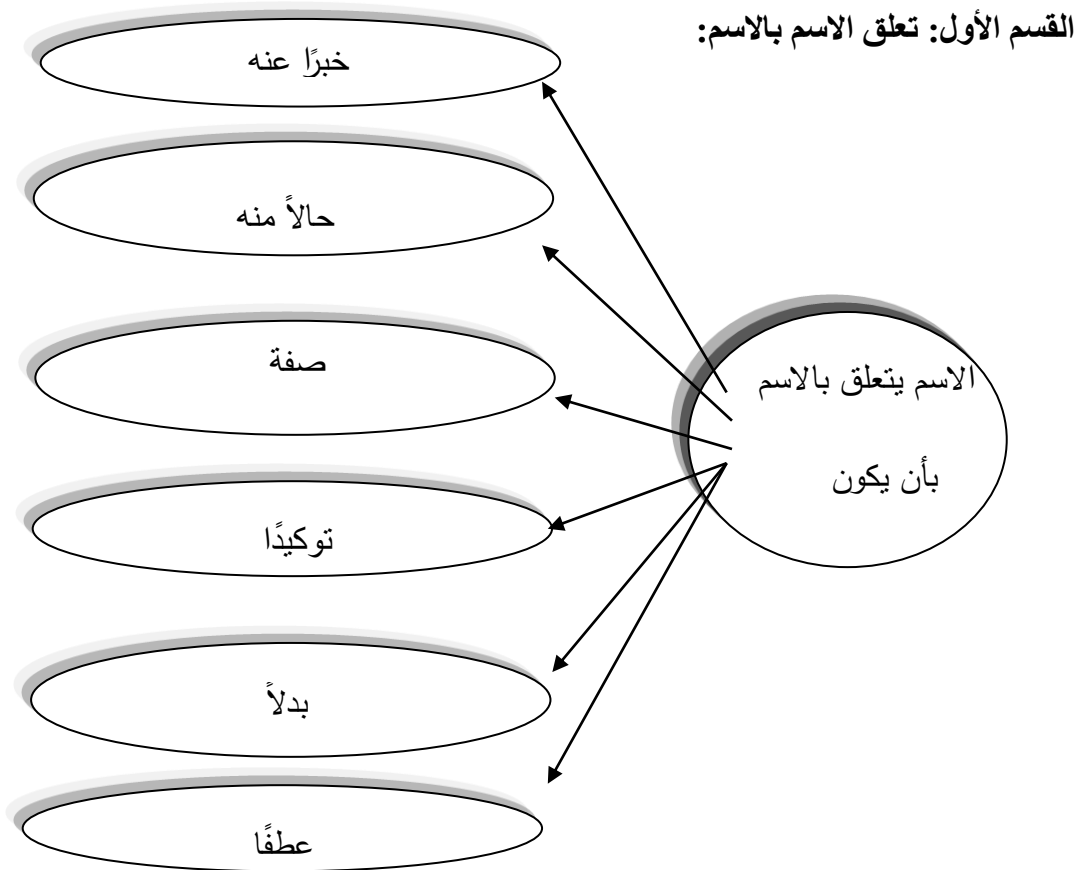 القسم الأول: تعلق الاسم بالاسم:
الاسم يتعلق بالاسم
بأن يكون
خبرًا عنه
حالاً منه
صفة
توكيدًا
بدلاً
عطفًا